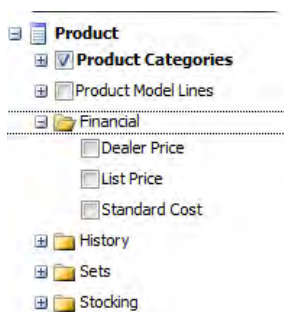 Product
Product Categories
Product Model Lines
Financial
Dealer Price
List Price
Standard Cost
History
Sets
Stocking